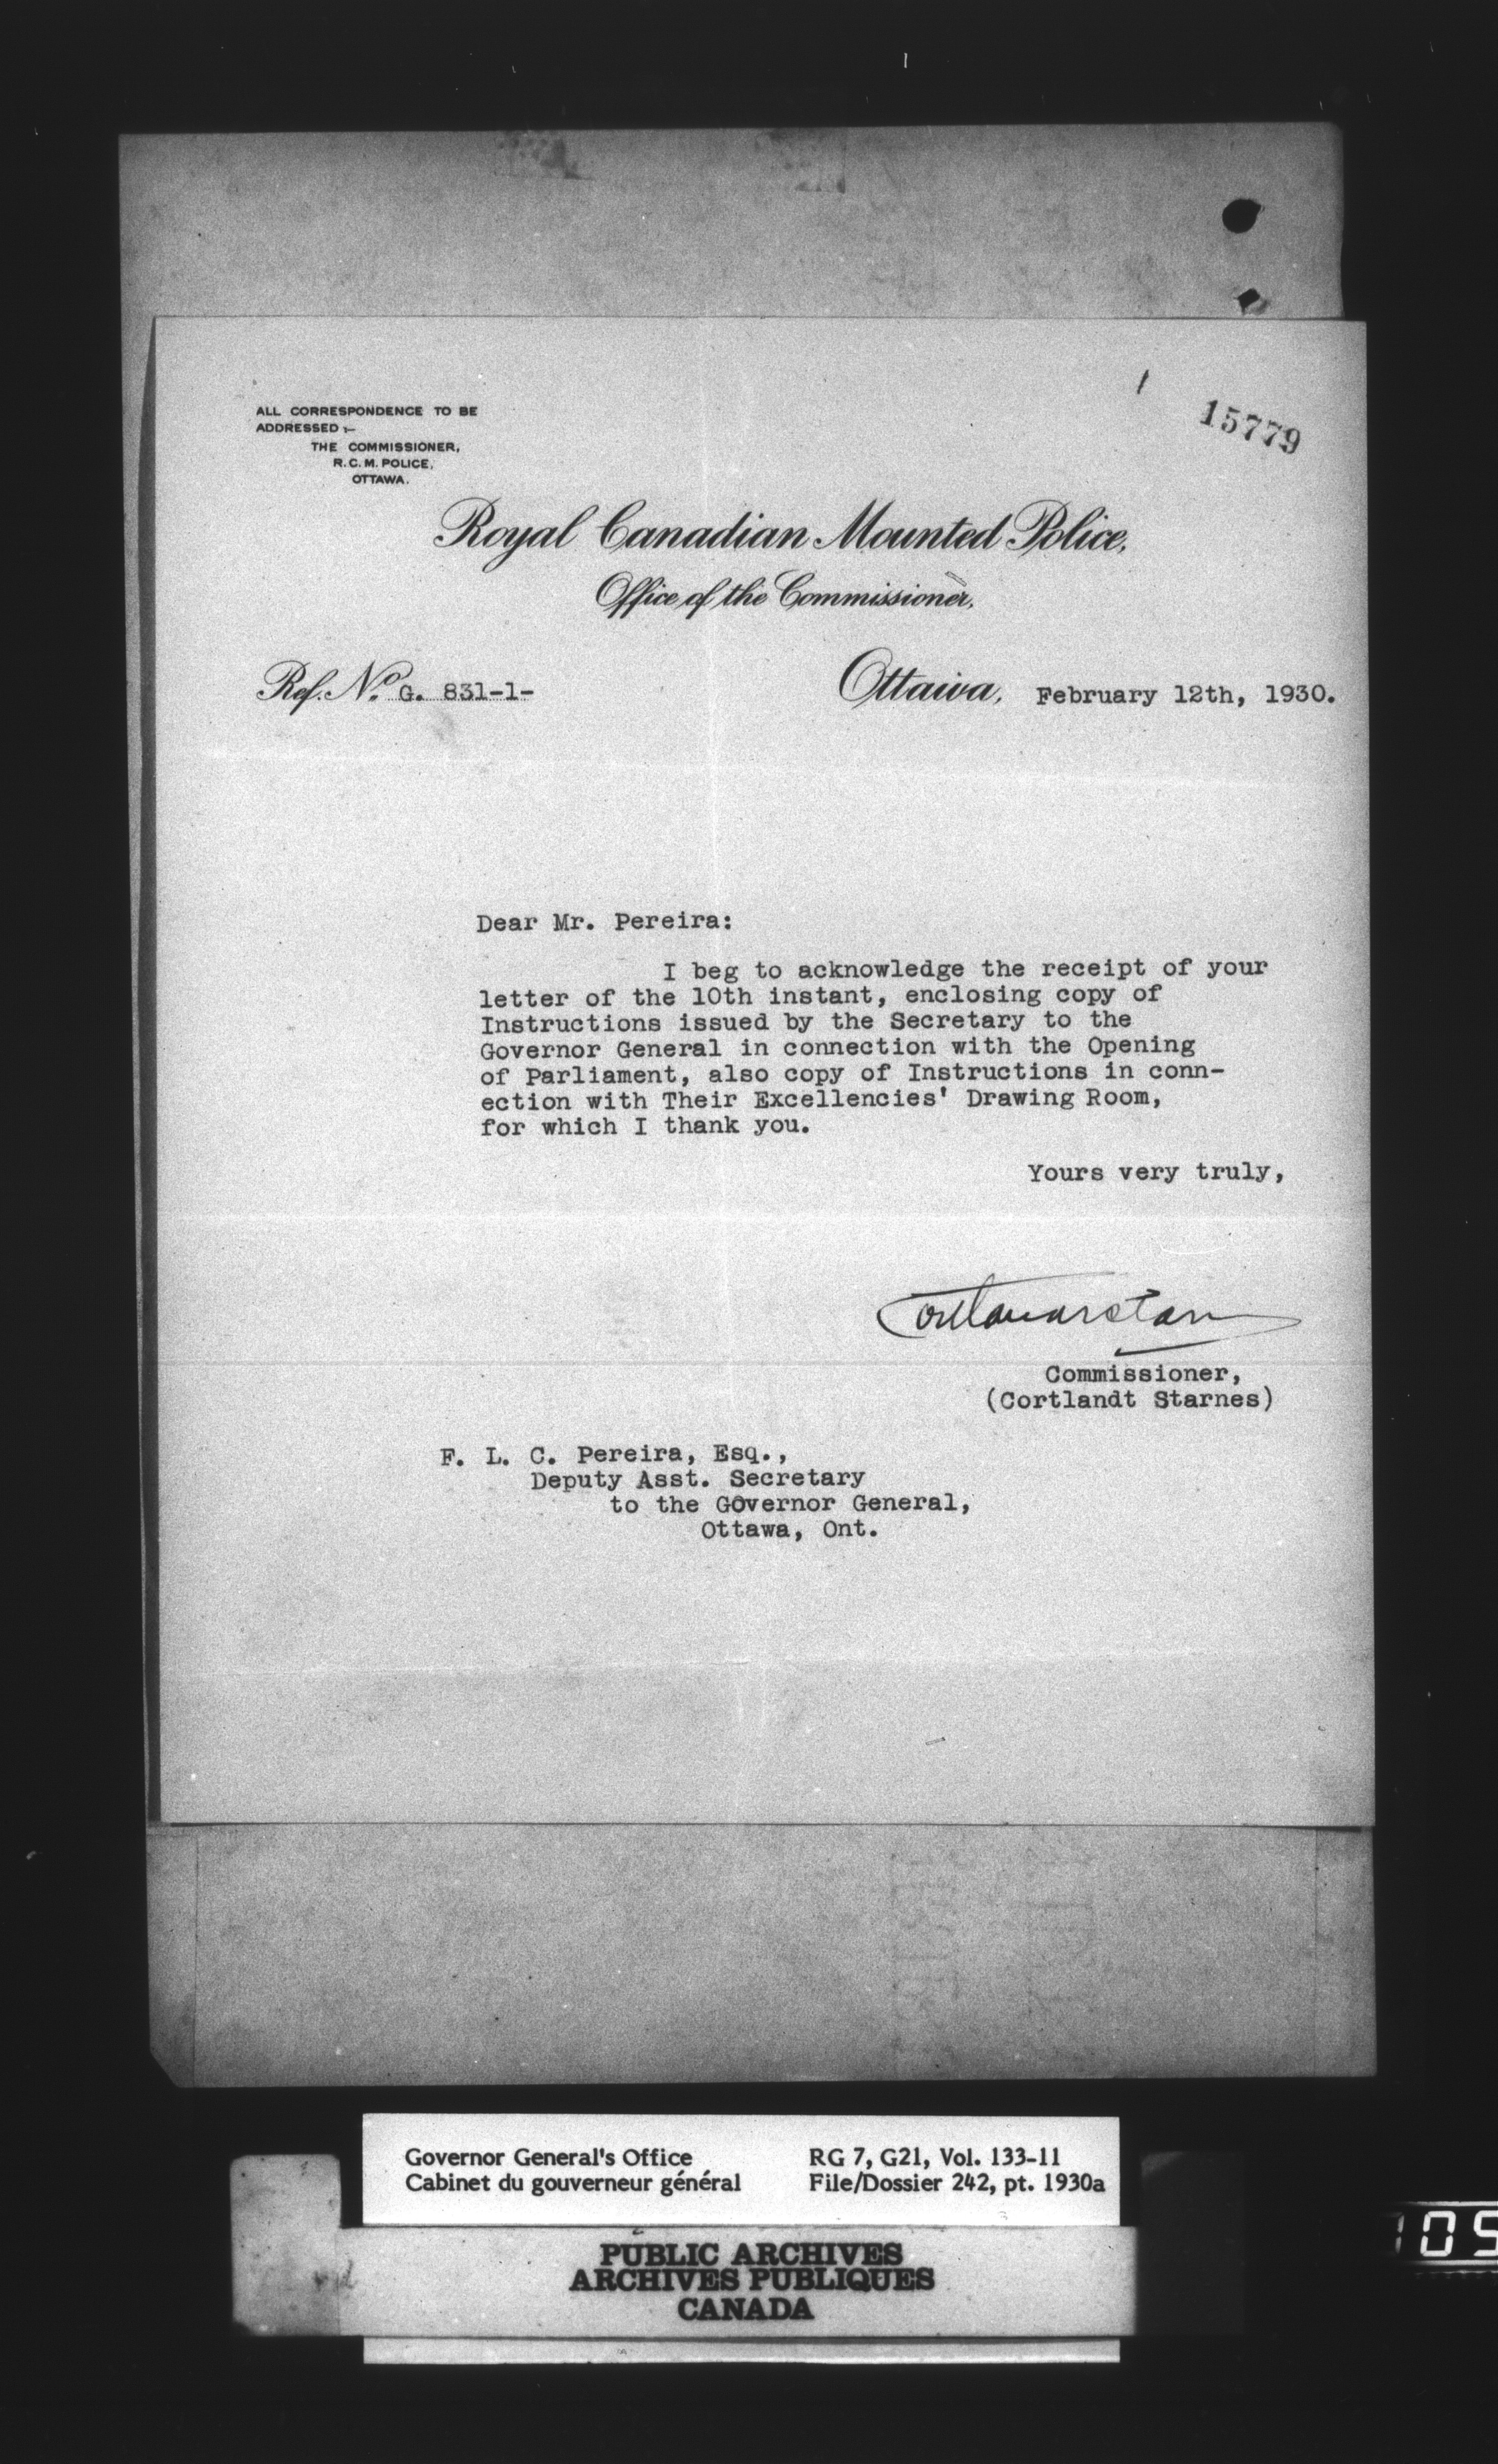 ALL CORRESPONDENCE TO BE
ADDRESSED :-
THE COMMISSIONER,
R. C. M. POLICE,
OTTAWA.
15779
Royal Canadian Mounted Police,
Office of the Commissioner,
Ref. No. G. 831-1-
Ottawa, February 12th, 1930.
Dear Mr. Pereira:
I beg to acknowledge the receipt of your
letter of the 10th instant, enclosing copy of
Instructions issued by the Secretary to the
Governor General in connection with the Opening
of Parliament, also copy of Instructions in conn-
ection with Their Excellencies' Drawing Room,
for which I thank you.
Yours very truly,
Commissioner,
(Cortlandt Starnes)
F. L. C. Pereira, Esq.,
Deputy Asst. Secretary
to the Governor General,
Ottawa, Ont.
Governor General's Office
Cabinet du gouverneur général
RG 7, G21, Vol. 133-11
File/Dossier 242, pt. 1930a
PUBLIC ARCHIVES
ARCHIVES PUBLIQUES
CANADA